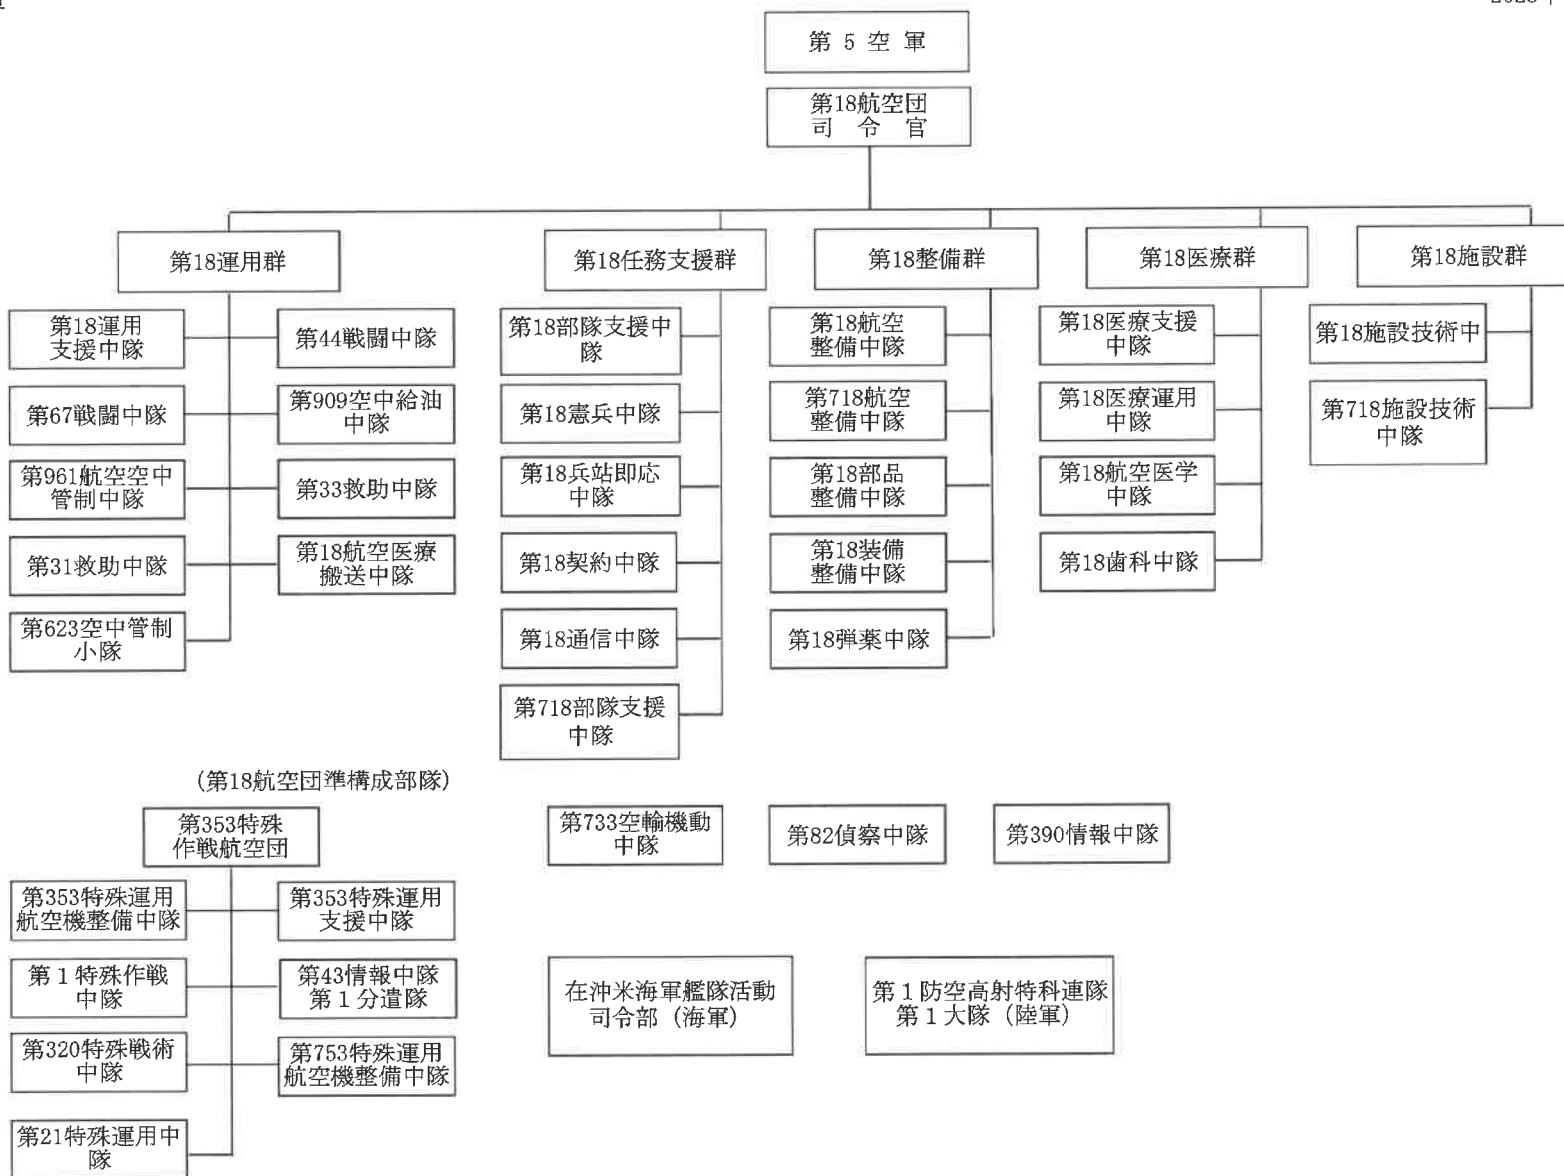 第 5 空 軍
第18航空団
司 令 官
第18運用群
第18任務支援群
第18整備群
第18医療群
第18施設群
第18運用
支援中隊
第44戦闘中隊
第67戦闘中隊
第909空中給油
中隊
第961航空空中
管制中隊
第33救助中隊
第31救助中隊
第18航空医療
搬送中隊
第623空中管制
小隊
第18部隊支援中
隊
第18憲兵中隊
第18兵站即応
中隊
第18契約中隊
第18通信中隊
第718部隊支援
中隊
第18航空
整備中隊
第718航空
整備中隊
第18部品
整備中隊
第18装備
整備中隊
第18弾薬中隊
第18医療支援
中隊
第18医療運用
中隊
第18航空医学
中隊
第18歯科中隊
第18施設技術中
第718施設技術
中隊
(第18航空団準構成部隊)
第353特殊
作戦航空団
第353特殊運用
航空機整備中隊
第353特殊運用
支援中隊
第1特殊作戦
中隊
第43情報中隊
第1分遣隊
第320特殊戦術
中隊
第753特殊運用
航空機整備中隊
第21特殊運用中
隊
第733空輸機動
中隊
第82偵察中隊
第390情報中隊
在沖米海軍艦隊活動
司令部（海軍）
第1防空高射特科連隊
第1大隊（陸軍）